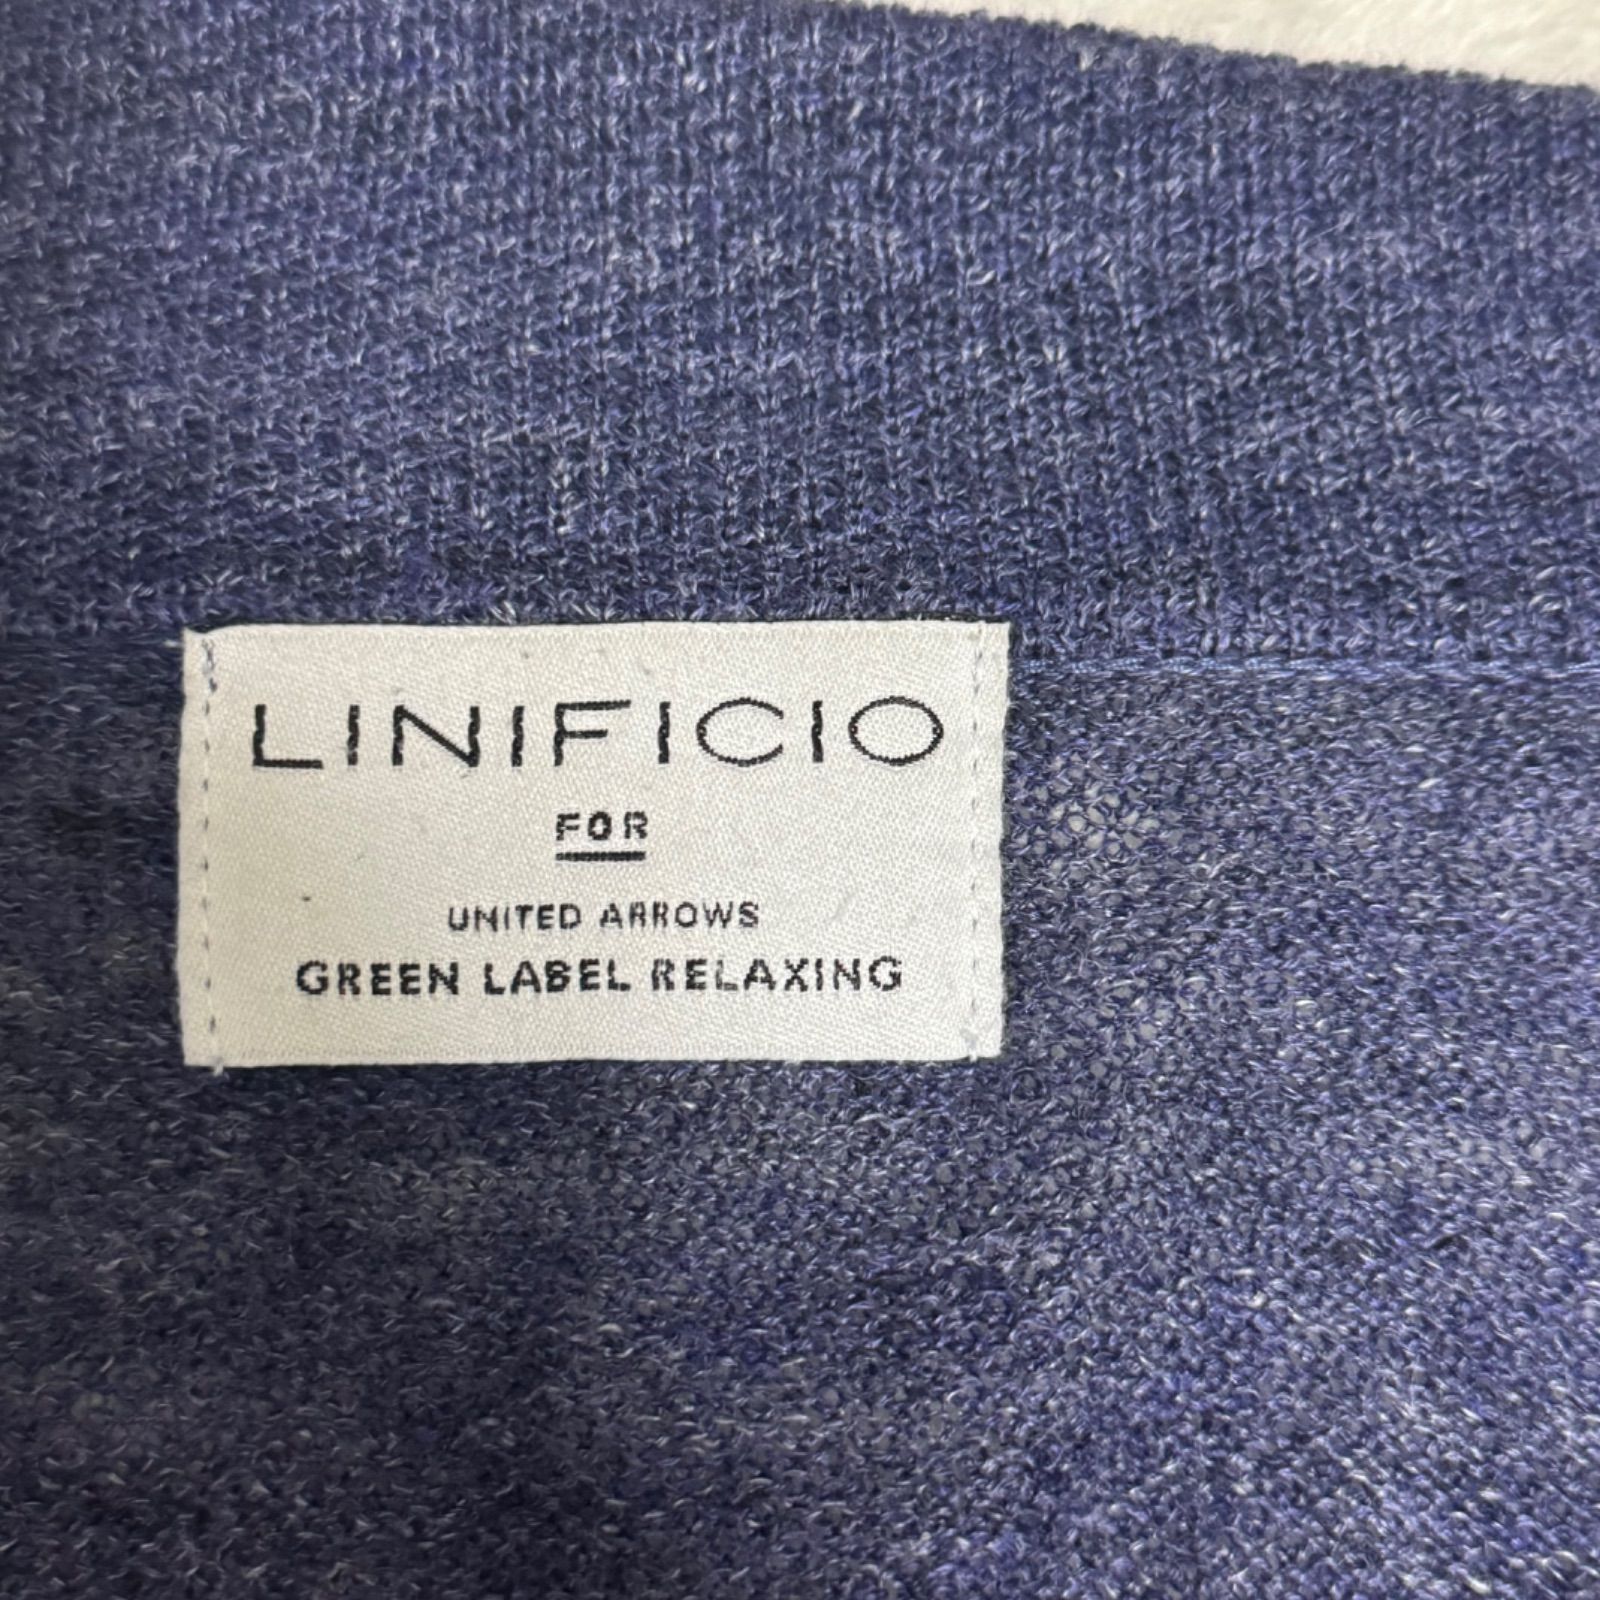 LINIFICIO
FOR
UNITED ARROWS
GREEN LABEL RELAXING